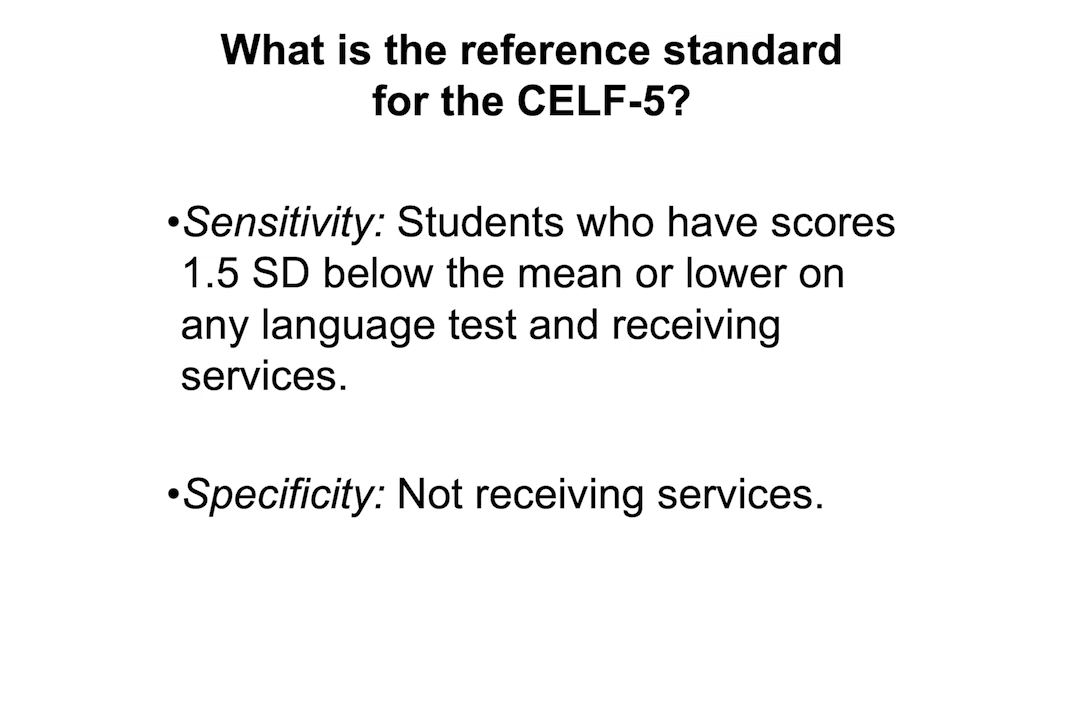 What is the reference standard
for the CELF-5?
•Sensitivity: Students who have scores
1.5 SD below the mean or lower on
any language test and receiving
services.
•Specificity: Not receiving services.